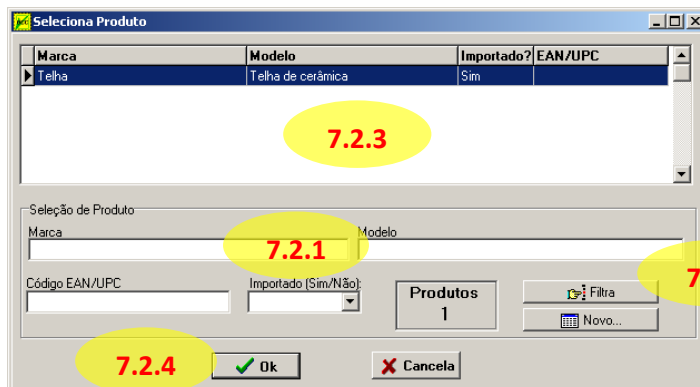 Seleciona Produto
Marca Modelo Importado? EAN/UPC
Telha Telha de cerâmica Sim
7.2.3
Seleção de Produto
Marca Modelo
7.2.1
7
Código EAN/UPC Importado (Sim/Não): Produtos Filtra
1 Novo...
7.2.4 Ok Cancela